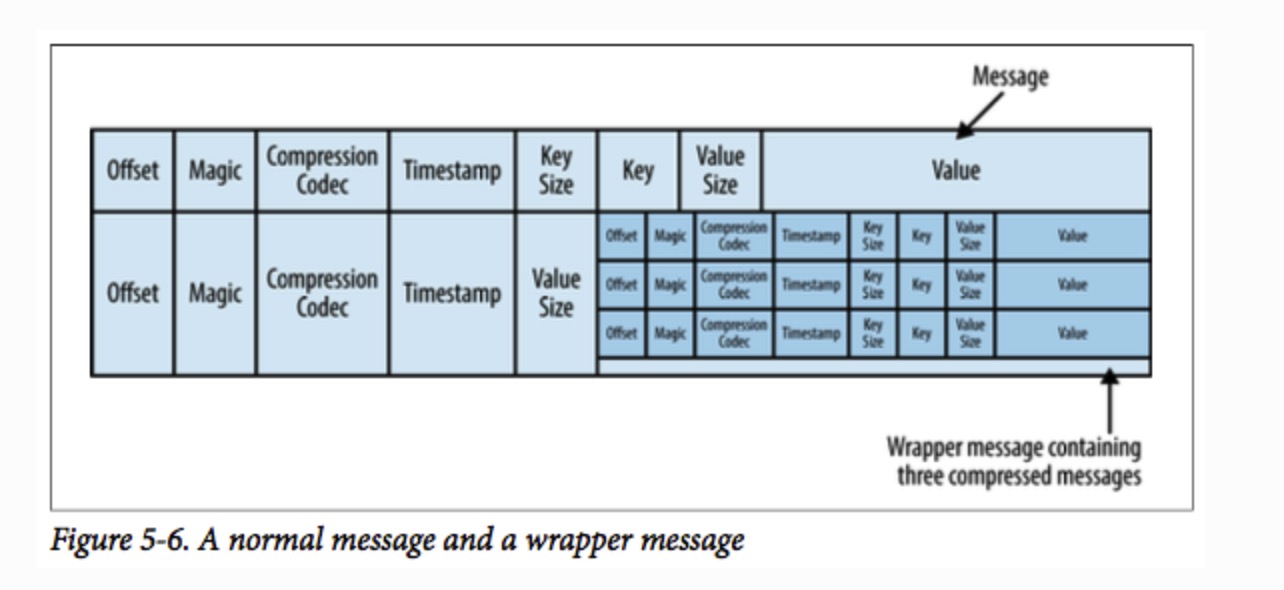 Message
Offset Magic Compression Codec Timestamp Key Size Key Value Size Value
Offset Magic Compression Codec Timestamp Value Size
Offset Magic Compression Codec Timestamp Key Size Key Value Size Value
Offset Magic Compression Codec Timestamp Key Size Key Value Size Value
Offset Magic Compression Codec Timestamp Key Size Key Value Size Value
Wrapper message containing
three compressed messages
Figure 5-6. A normal message and a wrapper message